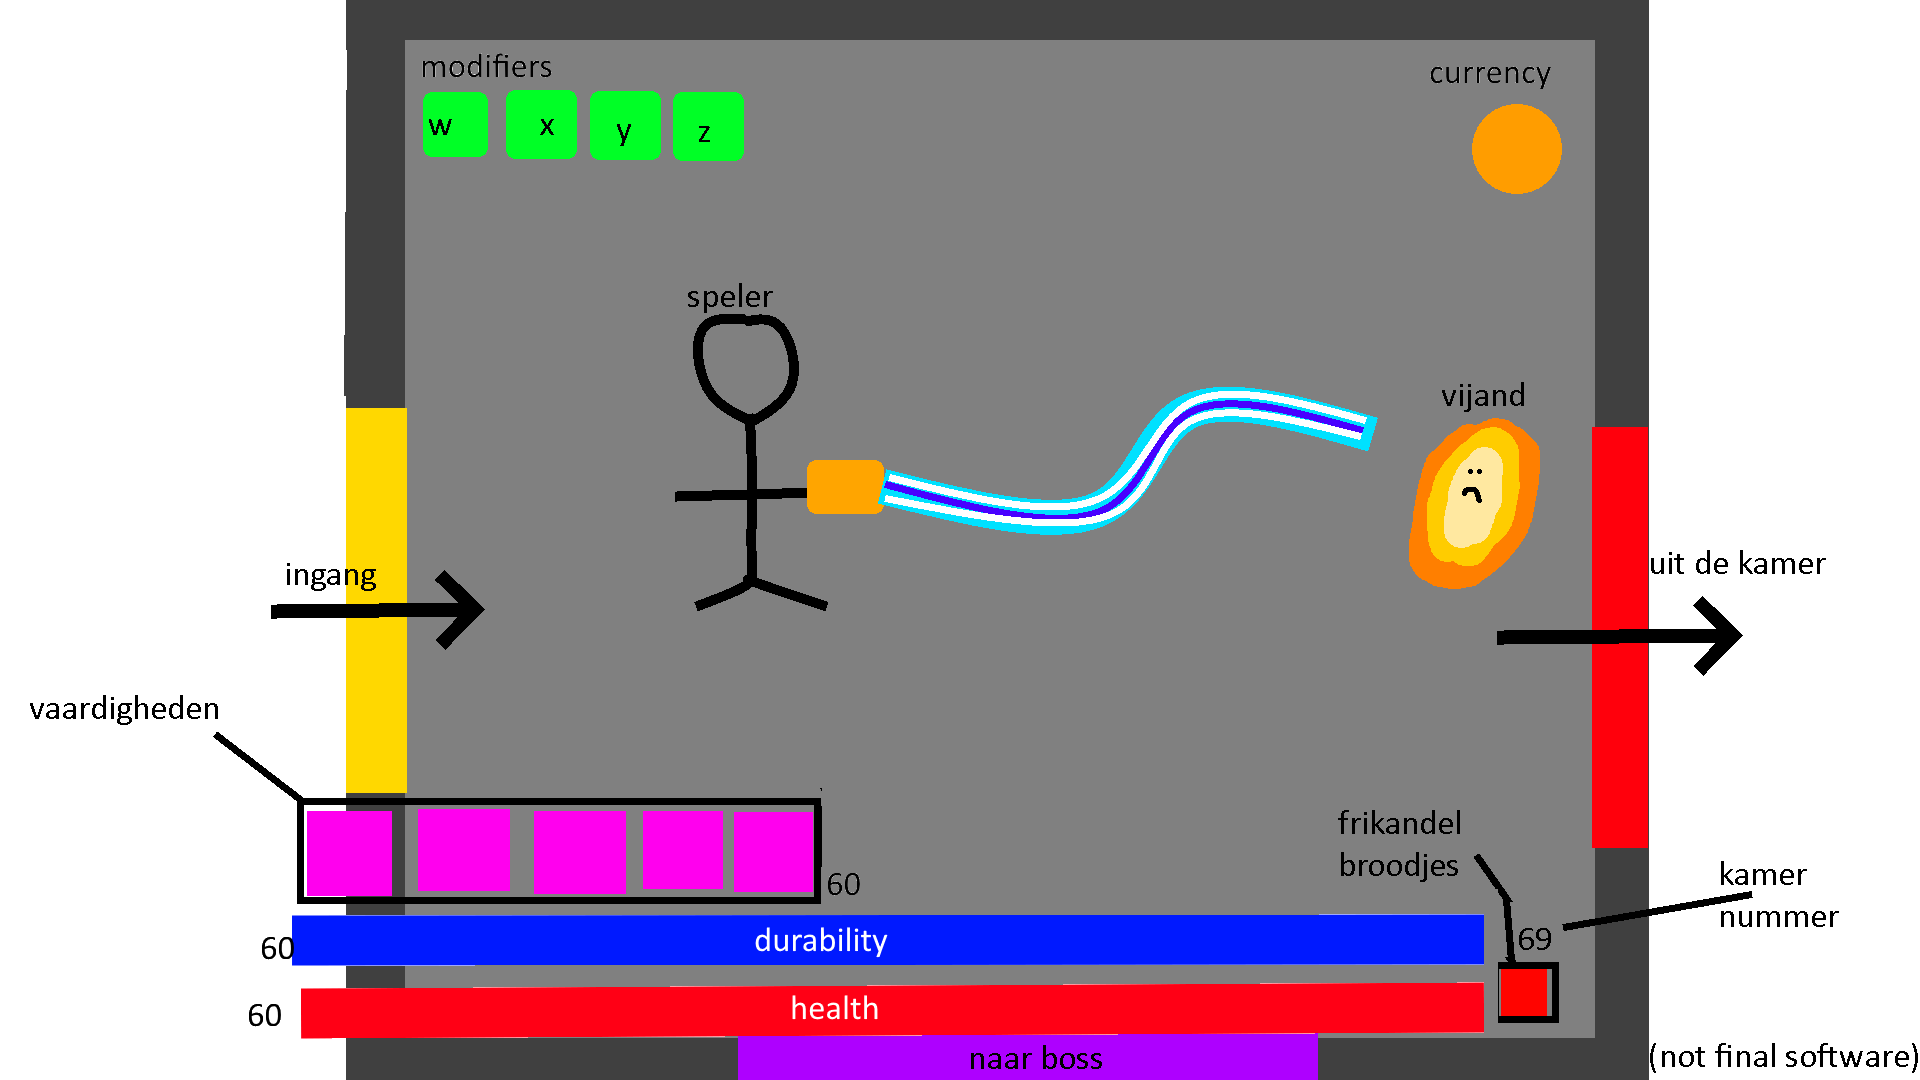 modifiers
currency
w x y z
speler
vijand
ingang
uit de kamer
vaardigheden
frikandel
broodjes
60
kamer
nummer
69
60
durability
60
health
naar boss
(not final software)